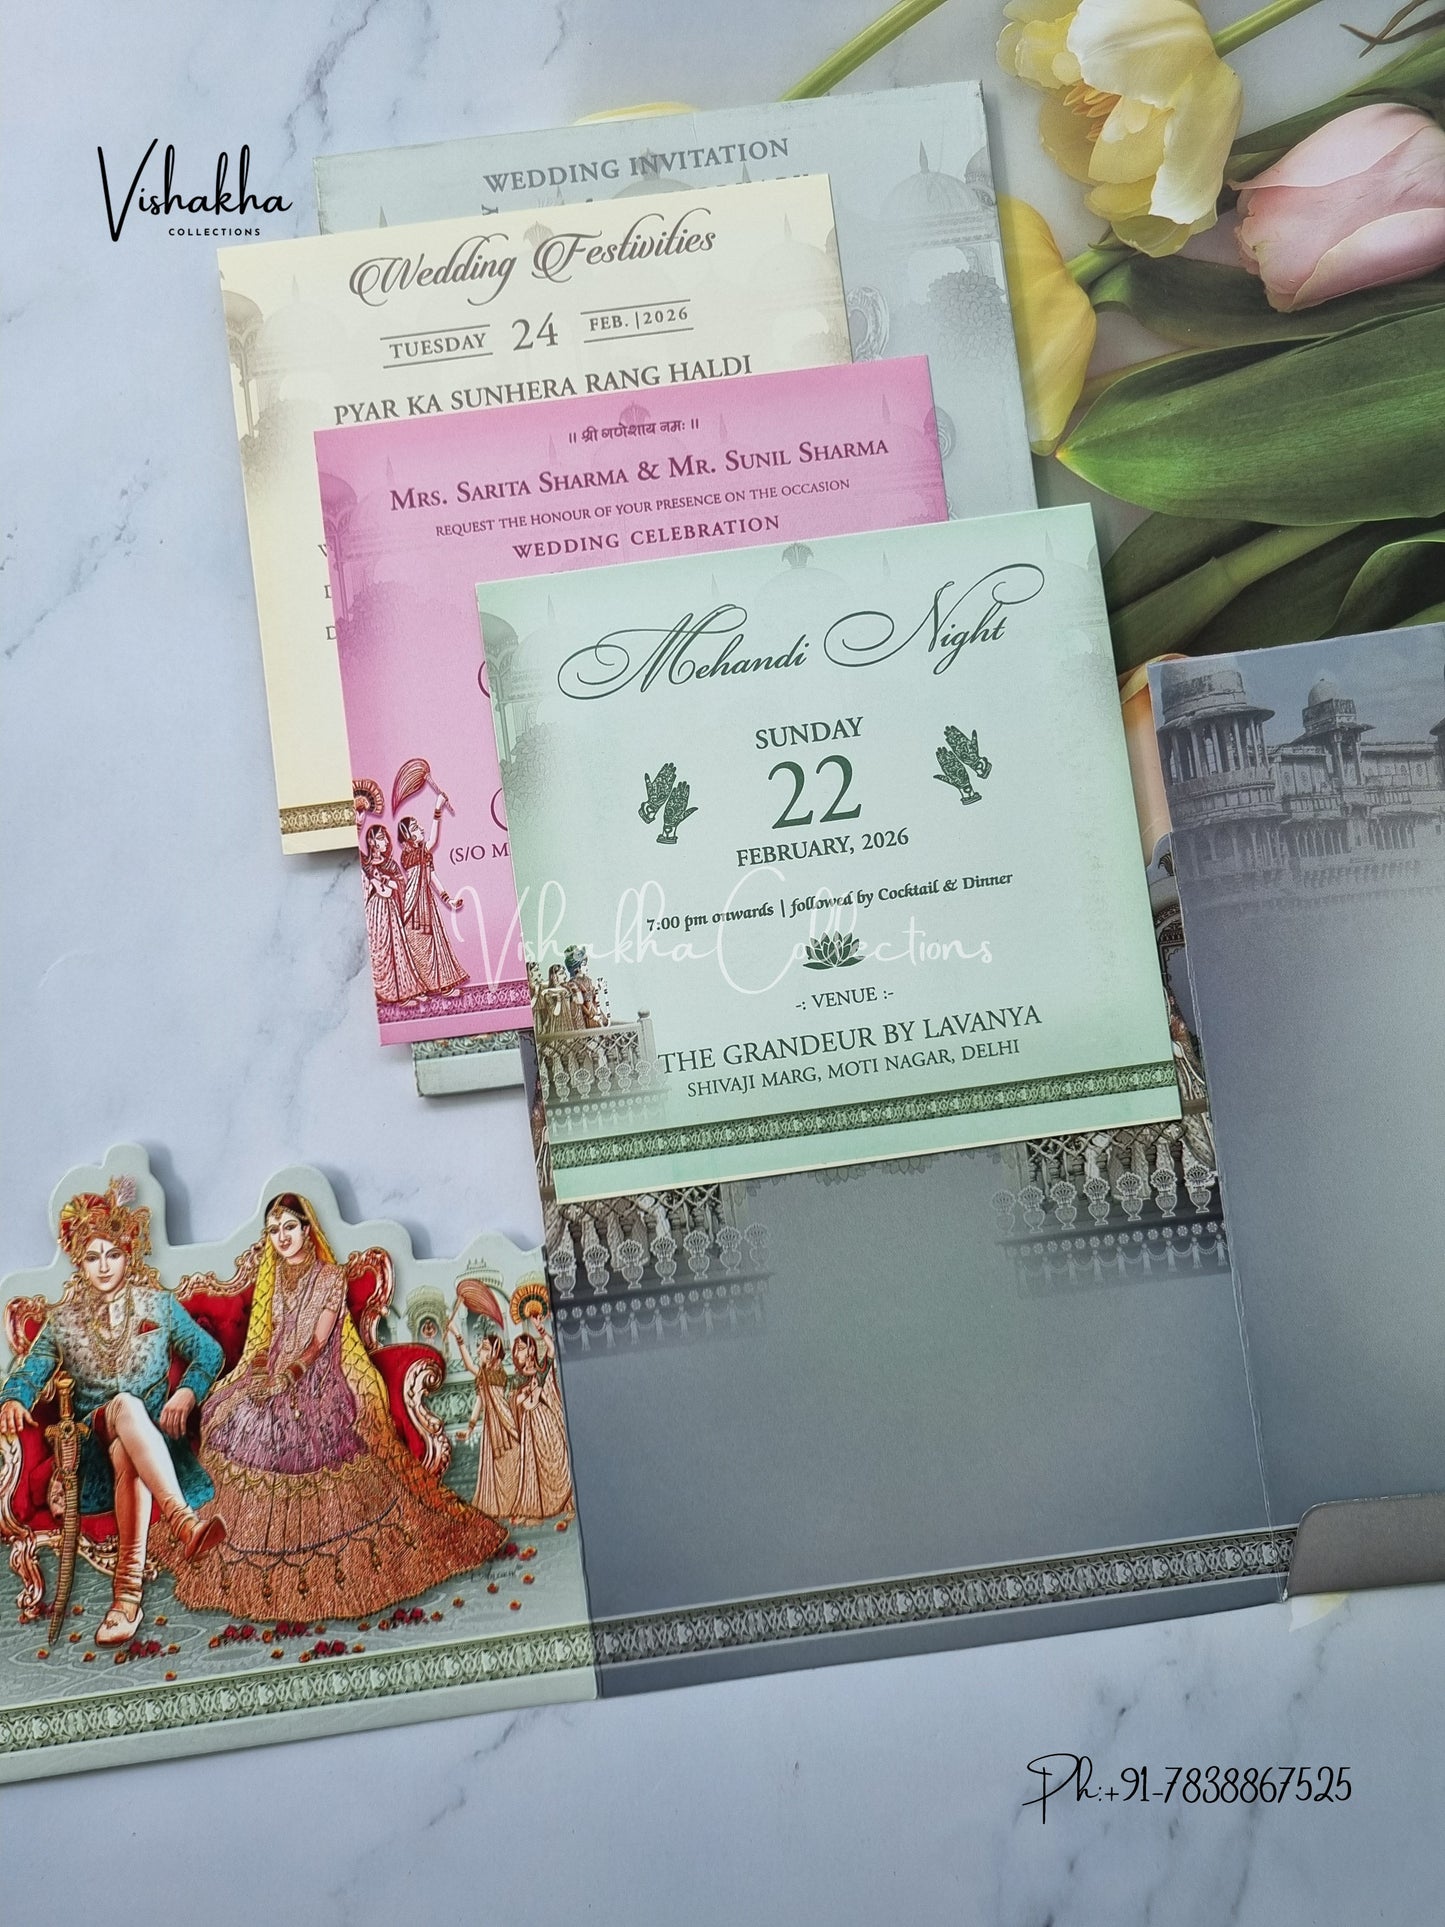 Vishakha
COLLECTIONS
WEDDING INVITATION
Wedding Festivities
TUESDAY 24 FEB. | 2026
PYAR KA SUNHERA RANG HALDI
|| श्री गणेशाय नमः ||
MRS. SARITA SHARMA & MR. SUNIL SHARMA
REQUEST THE HONOUR OF YOUR PRESENCE ON THE OCCASION
WEDDING CELEBRATION
(S/O M
Mehandi Night
SUNDAY
22
FEBRUARY, 2026
7:00 pm onwards | followed by Cocktail & Dinner
Vishakha Collections
-: VENUE :-
THE GRANDEUR BY LAVANYA
SHIVAJI MARG, MOTI NAGAR, DELHI
Ph:+91-7838867525